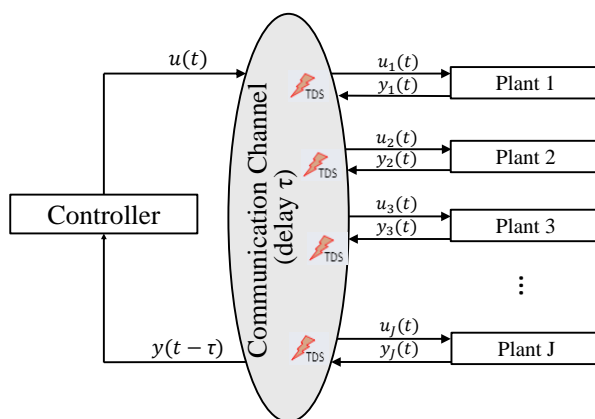 u(t)
Communication Channel
(delay τ)
TDS
u₁(t)
y₁(t)
Plant 1
TDS
u₂(t)
y₂(t)
Plant 2
Controller
TDS
u₃(t)
y₃(t)
Plant 3
⋮
TDS
y(t − τ)
u_J(t)
y_J(t)
Plant J